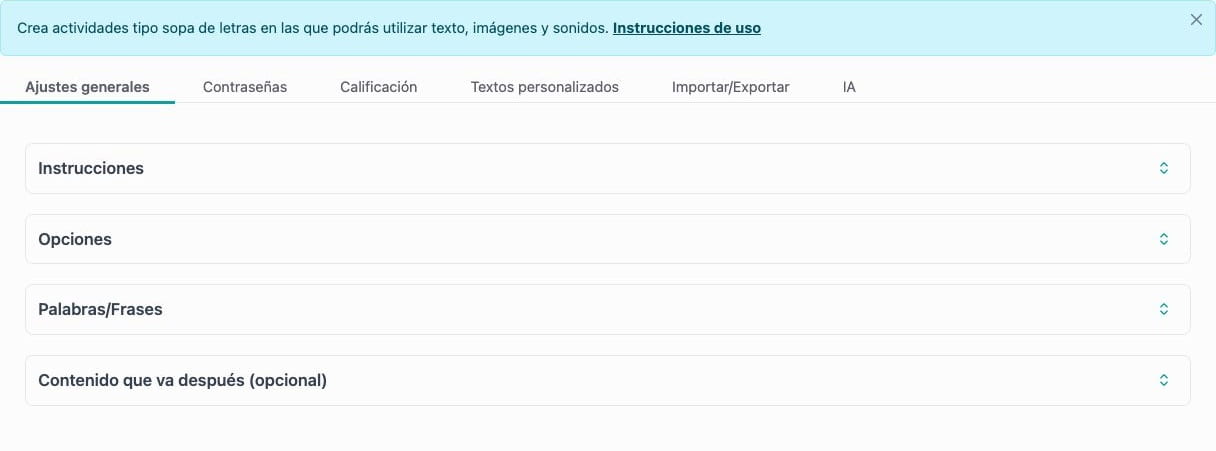 Crea actividades tipo sopa de letras en las que podrás utilizar texto, imágenes y sonidos. Instrucciones de uso
Ajustes generales Contraseñas Calificación Textos personalizados Importar/Exportar IA
Instrucciones
Opciones
Palabras/Frases
Contenido que va después (opcional)